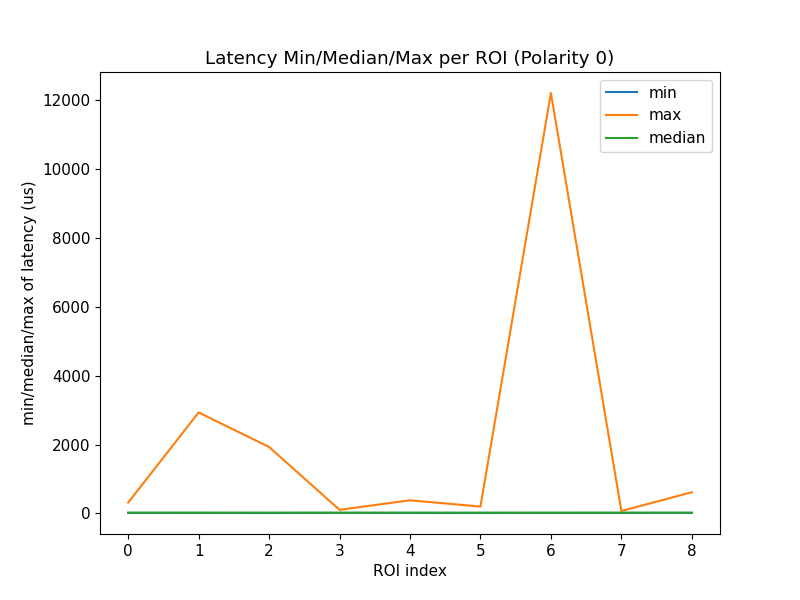 Latency Min/Median/Max per ROI (Polarity 0)
min
max
median
12000
10000
8000
6000
4000
2000
0
min/median/max of latency (us)
0 1 2 3 4 5 6 7 8
ROI index